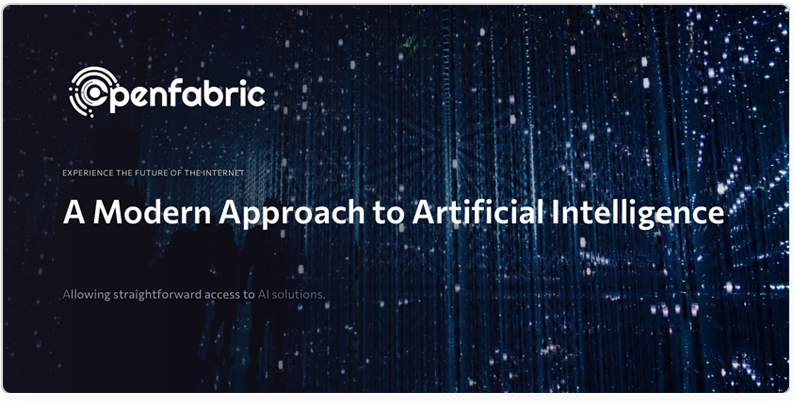 Openfabric
EXPERIENCE THE FUTURE OF THE INTERNET
A Modern Approach to Artificial Intelligence
Allowing straightforward access to AI solutions.